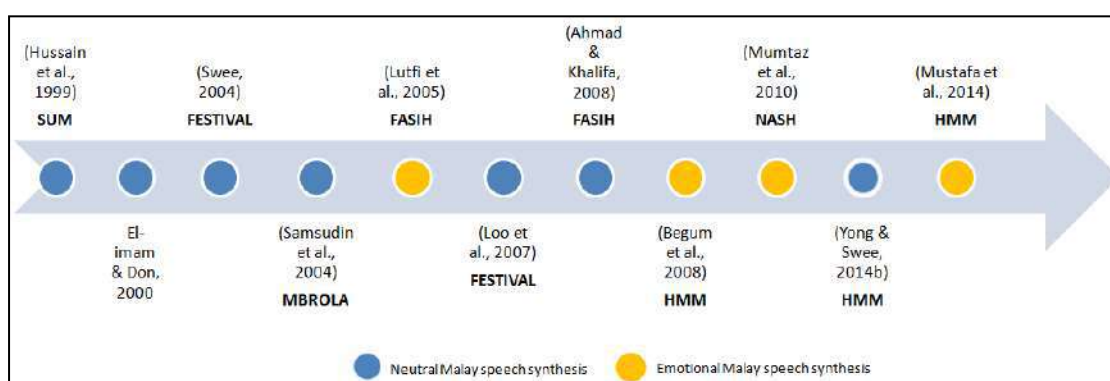 (Hussain
et al.,
1999)
SUM
(Swee,
2004)
FESTIVAL
(Lutfi et
al., 2005)
FASIH
(Ahmad
&
Khalifa,
2008)
FASIH
(Mumtaz
et al.,
2010)
NASH
(Mustafa et
al., 2014)
HMM
El-
imam
& Don,
2000
(Samsudin
et al.,
2004)
MBROLA
(Loo et
al., 2007)
FESTIVAL
(Begum
et al.,
2008)
HMM
(Yong &
Swee,
2014b)
HMM
Neutral Malay speech synthesis
Emotional Malay speech synthesis